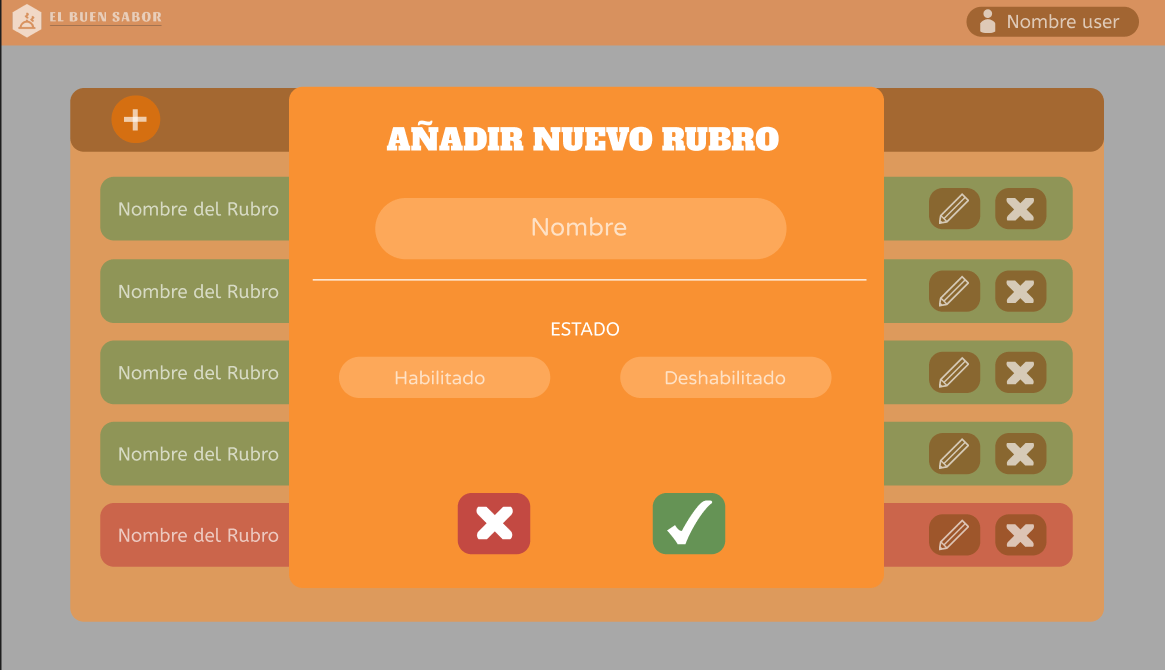 EL BUEN SABOR
Nombre user
AÑADIR NUEVO RUBRO
Nombre
ESTADO
Habilitado
Deshabilitado
Nombre del Rubro
Nombre del Rubro
Nombre del Rubro
Nombre del Rubro
Nombre del Rubro